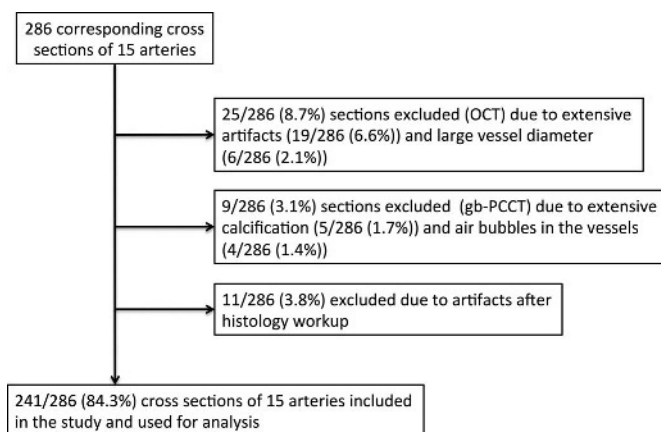 286 corresponding cross
sections of 15 arteries
25/286 (8.7%) sections excluded (OCT) due to extensive
artifacts (19/286 (6.6%)) and large vessel diameter
(6/286 (2.1%))
9/286 (3.1%) sections excluded  (gb-PCCT) due to extensive
calcification (5/286 (1.7%)) and air bubbles in the vessels
(4/286 (1.4%))
11/286 (3.8%) excluded due to artifacts after
histology workup
241/286 (84.3%) cross sections of 15 arteries included
in the study and used for analysis